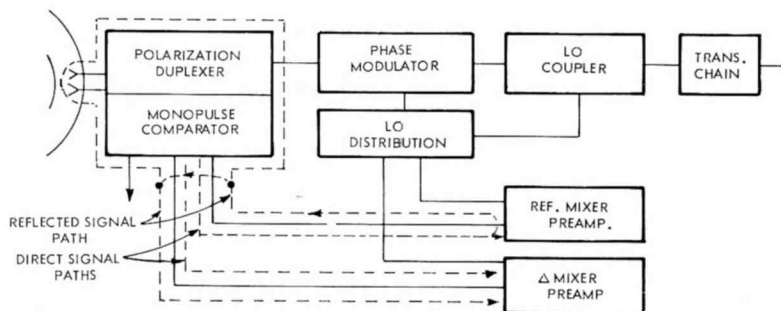 POLARIZATION
DUPLEXER
MONOPULSE
COMPARATOR
PHASE
MODULATOR
LO
COUPLER
TRANS.
CHAIN
LO
DISTRIBUTION
REFLECTED SIGNAL
PATH
DIRECT SIGNAL
PATHS
REF. MIXER
PREAMP.
Δ MIXER
PREAMP